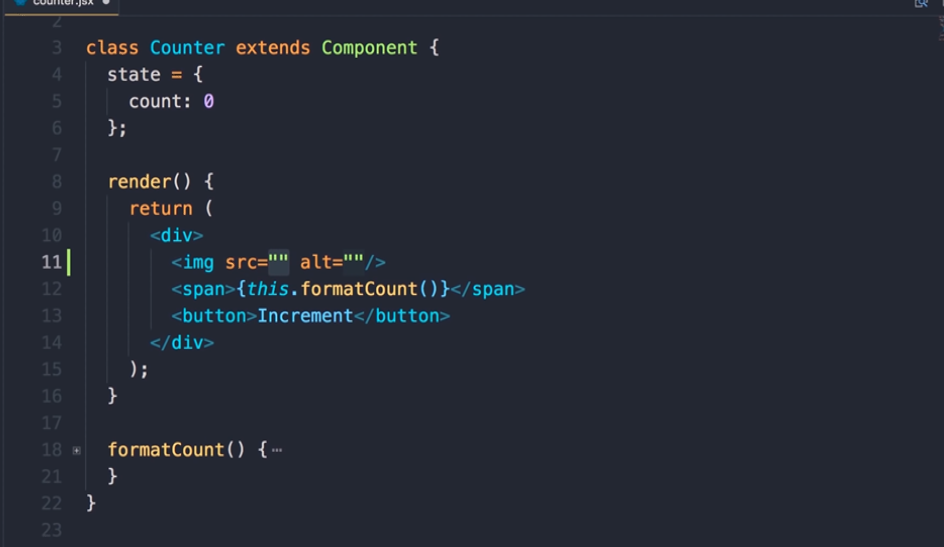 counter.jsx
2
3 class Counter extends Component {
4 state = {
5 count: 0
6 };
7
8 render() {
9 return (
10 <div>
11 <img src="" alt=""/>
12 <span>{this.formatCount()}</span>
13 <button>Increment</button>
14 </div>
15 );
16 }
17
18 formatCount() {…
21 }
22 }
23